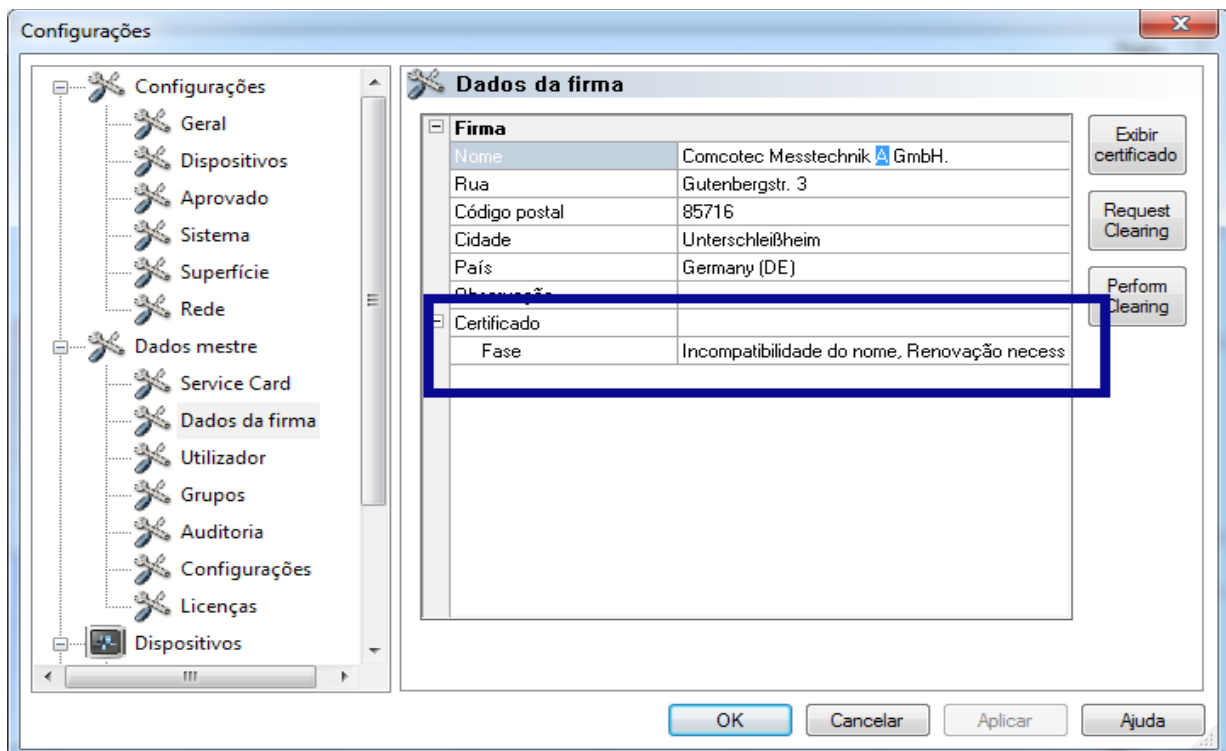 Configurações
Configurações
Geral
Dispositivos
Aprovado
Sistema
Superfície
Rede
Dados mestre
Service Card
Dados da firma
Utilizador
Grupos
Auditoria
Configurações
Licenças
Dispositivos
Dados da firma
Firma
Nome Comcotec Messtechnik A GmbH.
Rua Gutenbergstr. 3
Código postal 85716
Cidade Unterschleißheim
País Germany (DE)
Observação
Certificado
Fase Incompatibilidade do nome, Renovação necess
Exibir
certificado
Request
Clearing
Perform
Clearing
OK Cancelar Aplicar Ajuda